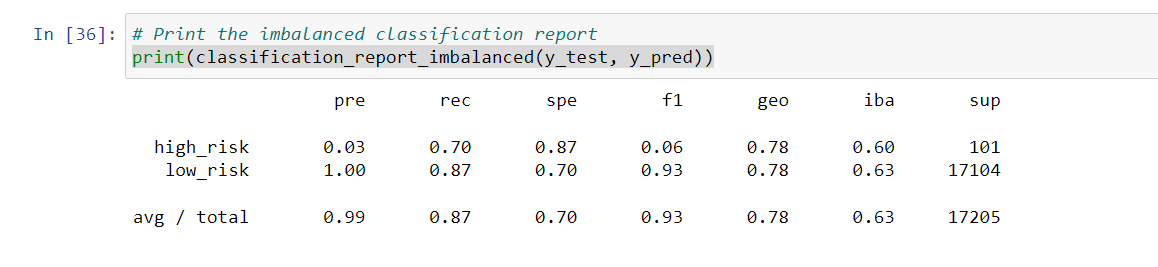 In [36]: # Print the imbalanced classification report
print(classification_report_imbalanced(y_test, y_pred))
pre rec spe f1 geo iba sup
high_risk 0.03 0.70 0.87 0.06 0.78 0.60 101
low_risk 1.00 0.87 0.70 0.93 0.78 0.63 17104
avg / total 0.99 0.87 0.70 0.93 0.78 0.63 17205